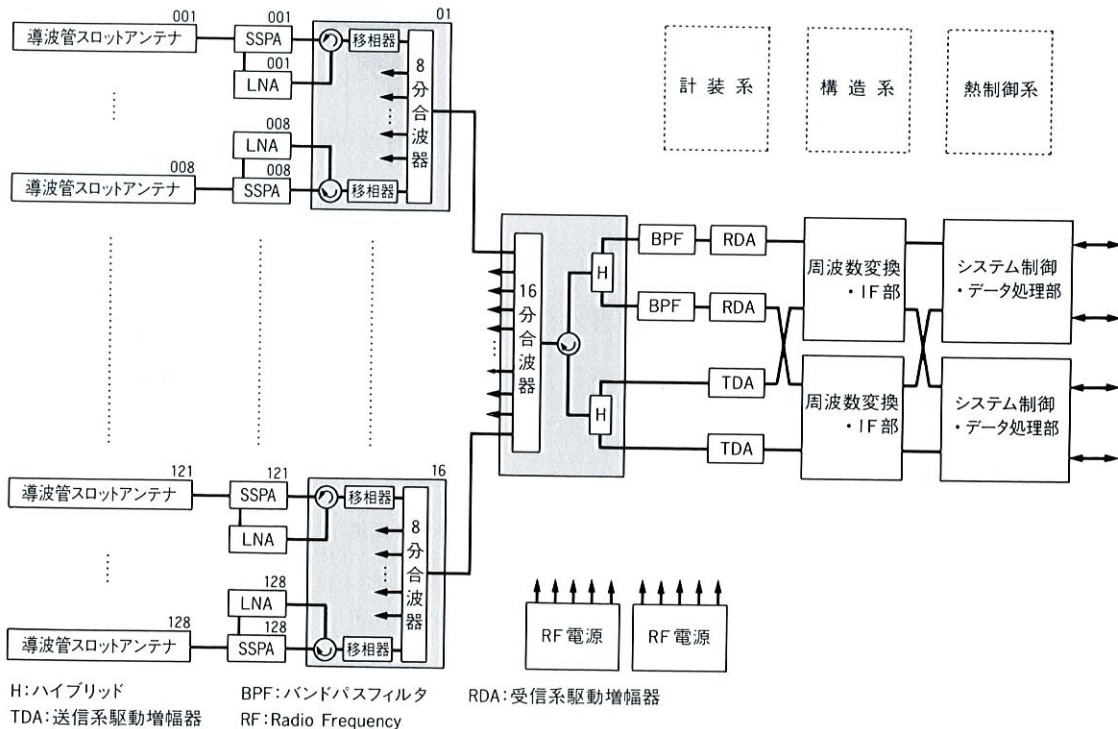 001
導波管スロットアンテナ
001
SSPA
001
LNA
01
移相器
8分合波器
008
LNA
008
導波管スロットアンテナ
008
SSPA
移相器
計装系
構造系
熱制御系
16分合波器
H
BPF
RDA
BPF
RDA
H
TDA
TDA
周波数変換
・IF部
周波数変換
・IF部
システム制御
・データ処理部
システム制御
・データ処理部
121
導波管スロットアンテナ
121
SSPA
LNA
16
移相器
8分合波器
128
LNA
128
導波管スロットアンテナ
128
SSPA
移相器
RF電源
RF電源
H:ハイブリッド
BPF:バンドパスフィルタ
RDA:受信系駆動増幅器
TDA:送信系駆動増幅器
RF:Radio Frequency